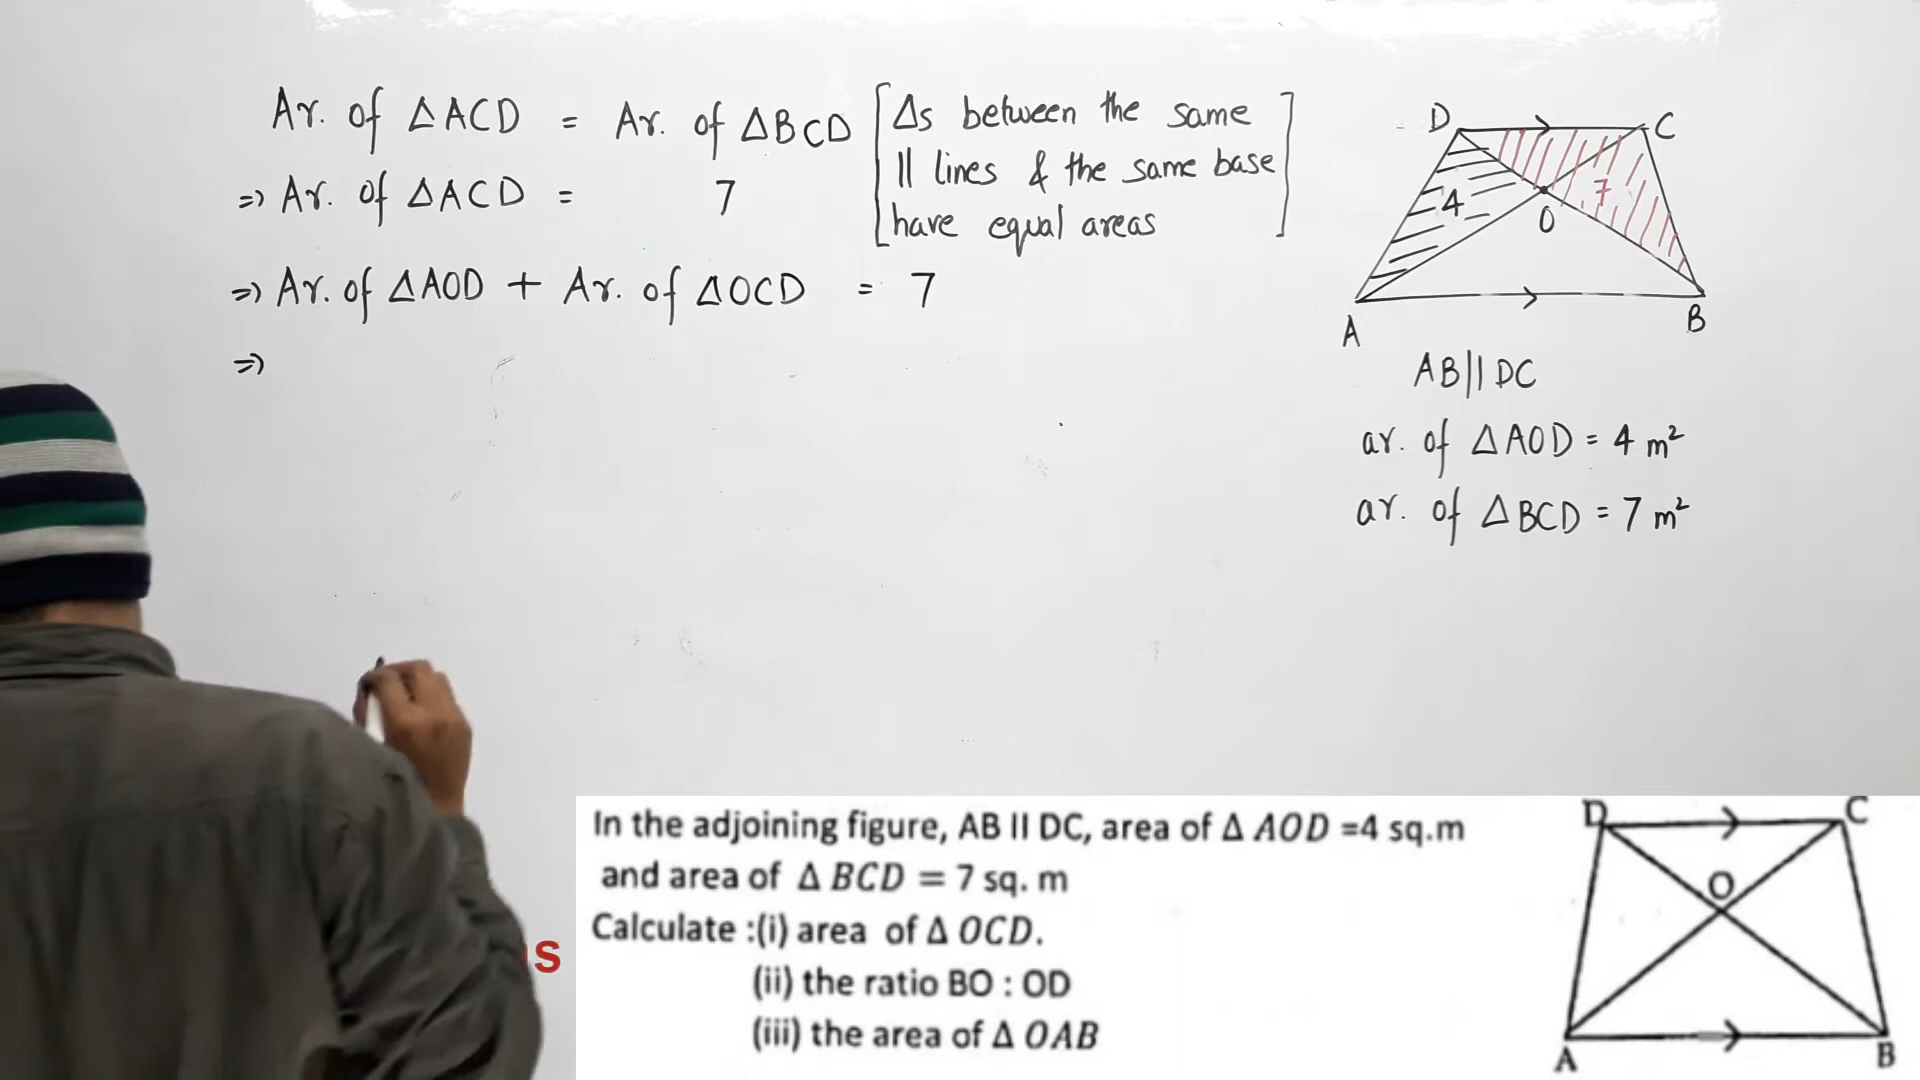 Ar. of ΔACD = Ar. of ΔBCD [Δs between the same
|| lines & the same base
have equal areas]
⇒ Ar. of ΔACD = 7
⇒ Ar. of ΔAOD + Ar. of ΔOCD = 7
⇒
D C
4 7
O
A B
AB||DC
ar. of ΔAOD = 4 m²
ar. of ΔBCD = 7 m²
In the adjoining figure, AB II DC, area of Δ AOD =4 sq.m
and area of Δ BCD = 7 sq. m
Calculate :(i) area of Δ OCD.
(ii) the ratio BO : OD
(iii) the area of Δ OAB
D C
O
A B